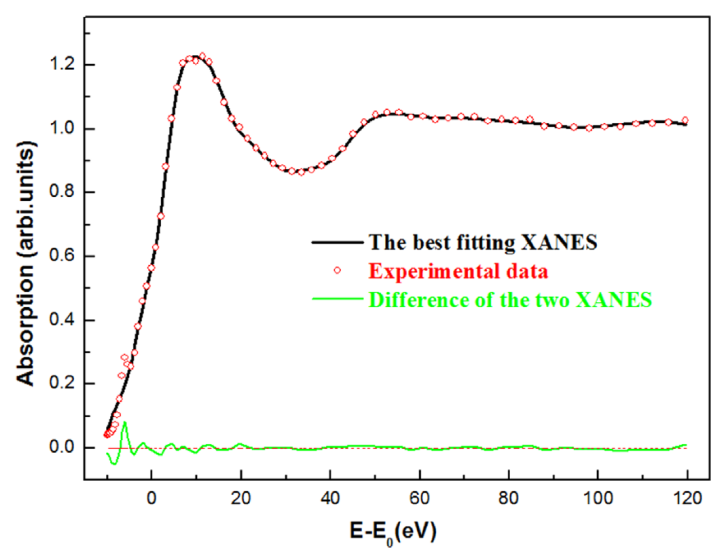 Absorption (arbi.units)
1.2
1.0
0.8
0.6
0.4
0.2
0.0
The best fitting XANES
Experimental data
Difference of the two XANES
0 20 40 60 80 100 120
E-E0(eV)